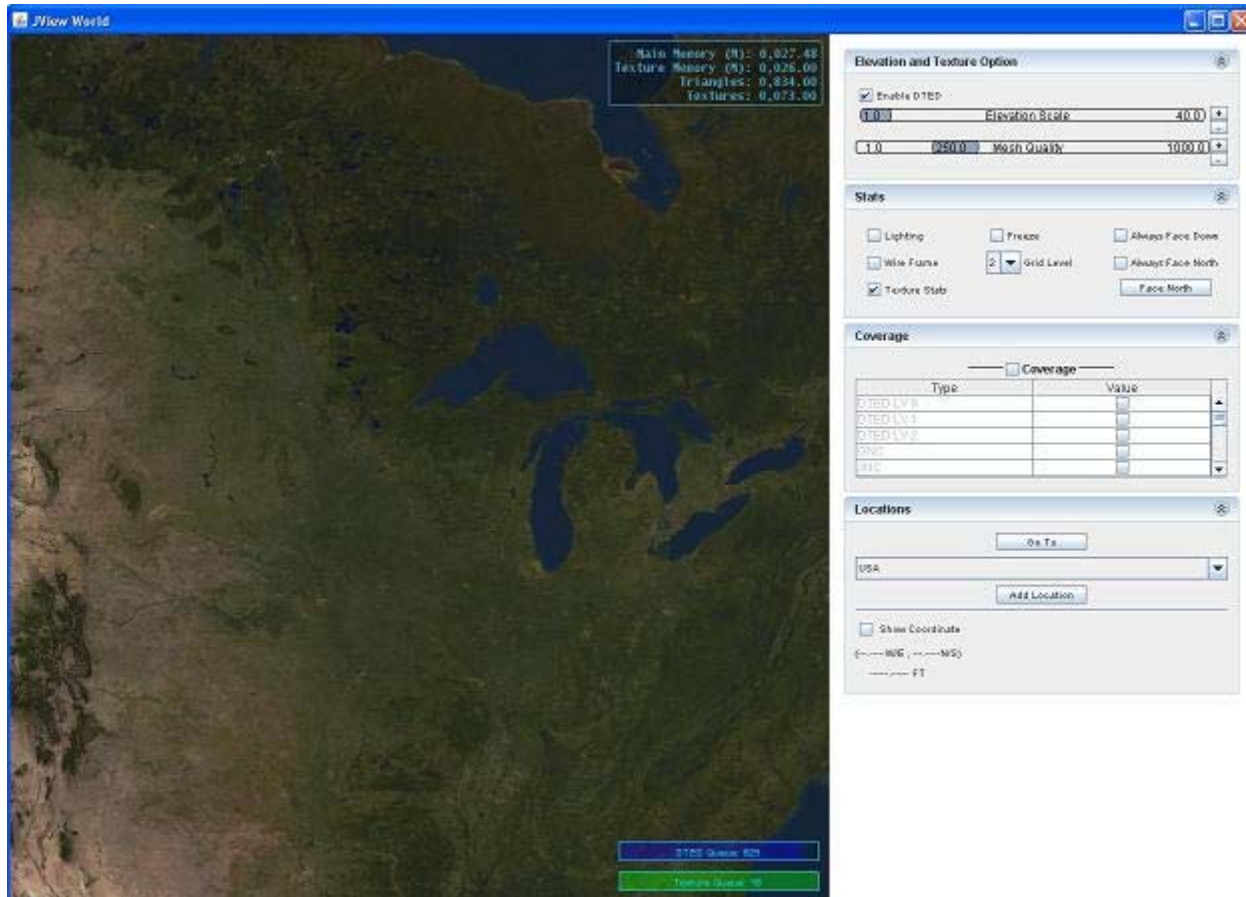 JView World
Main Memory (M): 0,027.48
Texture Memory (M): 0,026.00
Triangles: 0,834.00
Textures: 0,073.00
DTED Queue: 829
Texture Queue: 15
Elevation and Texture Option
Enable DTED
1.0 Elevation Scale 40.0 + -
1.0 250.0 Mesh Quality 1000.0 + -
Stats
Lighting Freeze Always Face Down
Wire Frame 2 Grid Level Always Face North
Texture Stats Face North
Coverage
Coverage
Type Value
DTED LV 0
DTED LV 1
DTED LV 2
GNC
JNC
Locations
Go To
USA
Add Location
Show Coordinate
(--.---- W/E , --.----N/S)
-----.---- FT